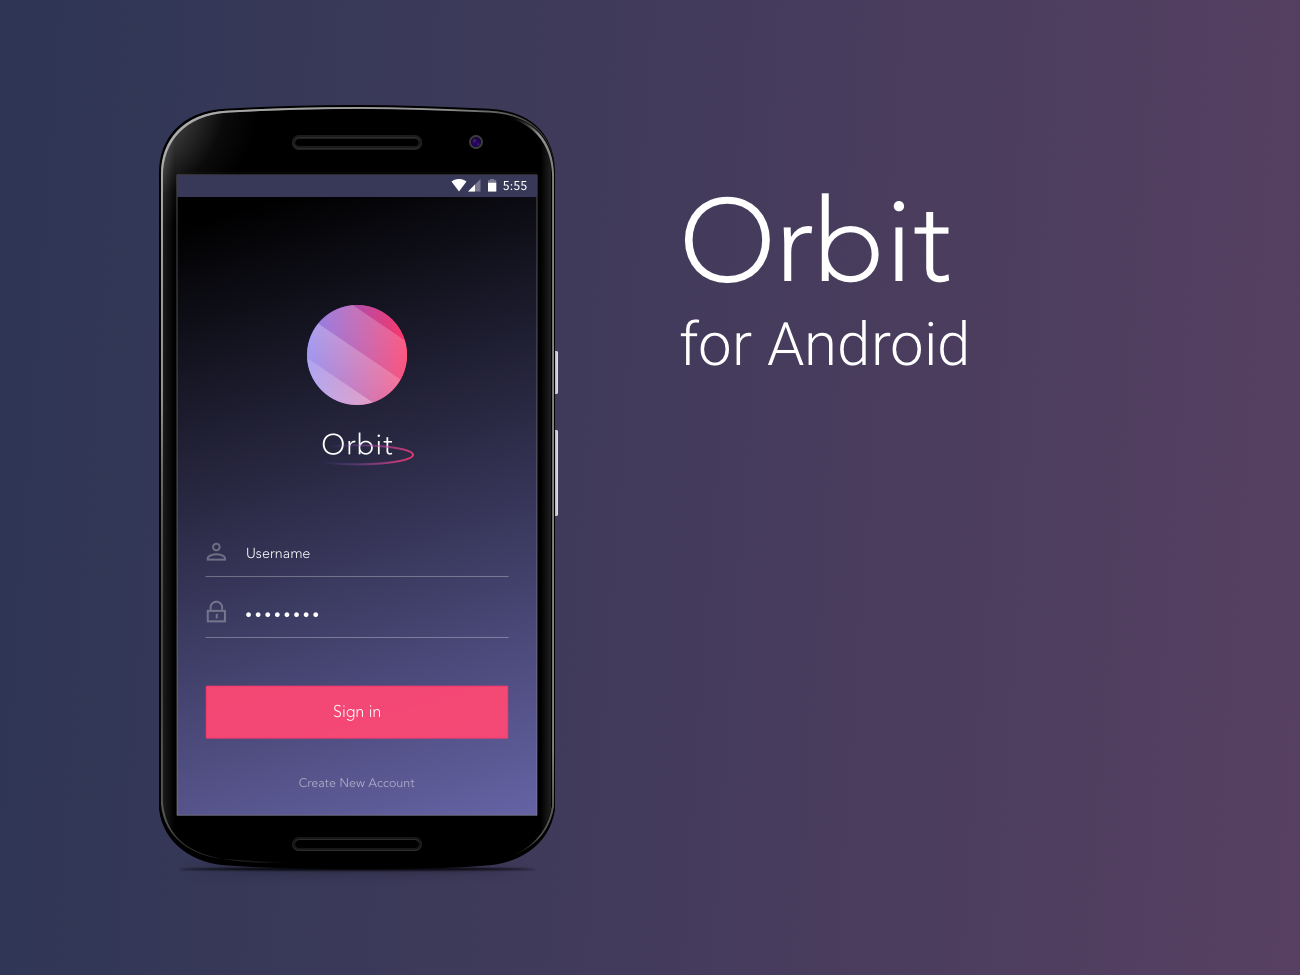 5:55
Orbit
Username
••••••••
Sign in
Create New Account
Orbit
for Android